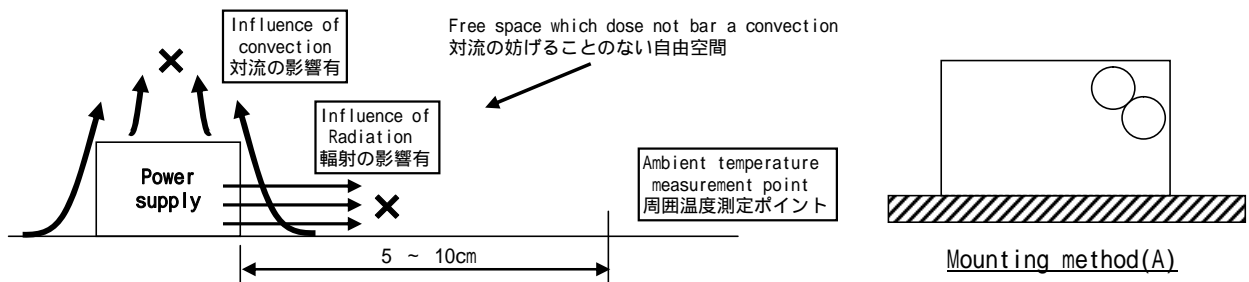 Influence of
convection
対流の影響有
Free space which dose not bar a convection
対流の妨げることのない自由空間
Influence of
Radiation
輻射の影響有
Power
supply
Ambient temperature
measurement point
周囲温度測定ポイント
5 ~ 10cm
Mounting method(A)